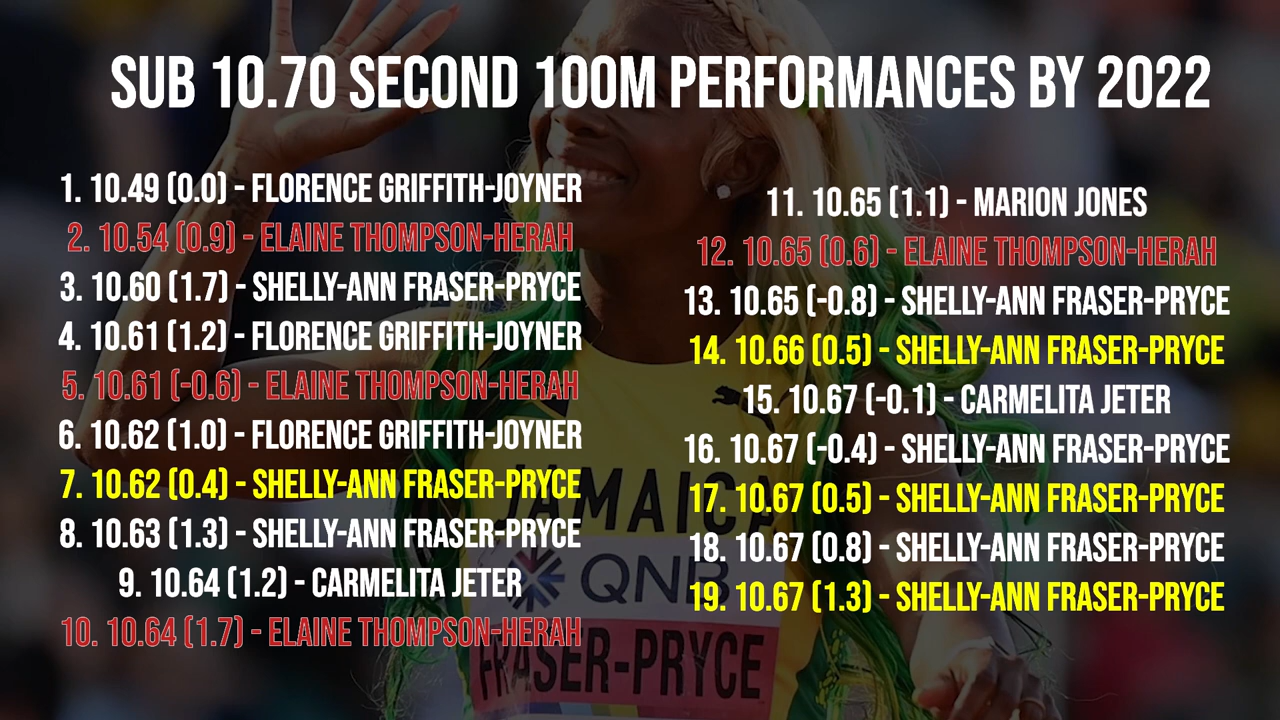 SUB 10.70 SECOND 100M PERFORMANCES BY 2022
1. 10.49 (0.0) - FLORENCE GRIFFITH-JOYNER
2. 10.54 (0.9) - ELAINE THOMPSON-HERAH
3. 10.60 (1.7) - SHELLY-ANN FRASER-PRYCE
4. 10.61 (1.2) - FLORENCE GRIFFITH-JOYNER
5. 10.61 (-0.6) - ELAINE THOMPSON-HERAH
6. 10.62 (1.0) - FLORENCE GRIFFITH-JOYNER
7. 10.62 (0.4) - SHELLY-ANN FRASER-PRYCE
8. 10.63 (1.3) - SHELLY-ANN FRASER-PRYCE
9. 10.64 (1.2) - CARMELITA JETER
10. 10.64 (1.7) - ELAINE THOMPSON-HERAH
11. 10.65 (1.1) - MARION JONES
12. 10.65 (0.6) - ELAINE THOMPSON-HERAH
13. 10.65 (-0.8) - SHELLY-ANN FRASER-PRYCE
14. 10.66 (0.5) - SHELLY-ANN FRASER-PRYCE
15. 10.67 (-0.1) - CARMELITA JETER
16. 10.67 (-0.4) - SHELLY-ANN FRASER-PRYCE
17. 10.67 (0.5) - SHELLY-ANN FRASER-PRYCE
18. 10.67 (0.8) - SHELLY-ANN FRASER-PRYCE
19. 10.67 (1.3) - SHELLY-ANN FRASER-PRYCE
JAMAICA
QNB
FRASER-PRYCE